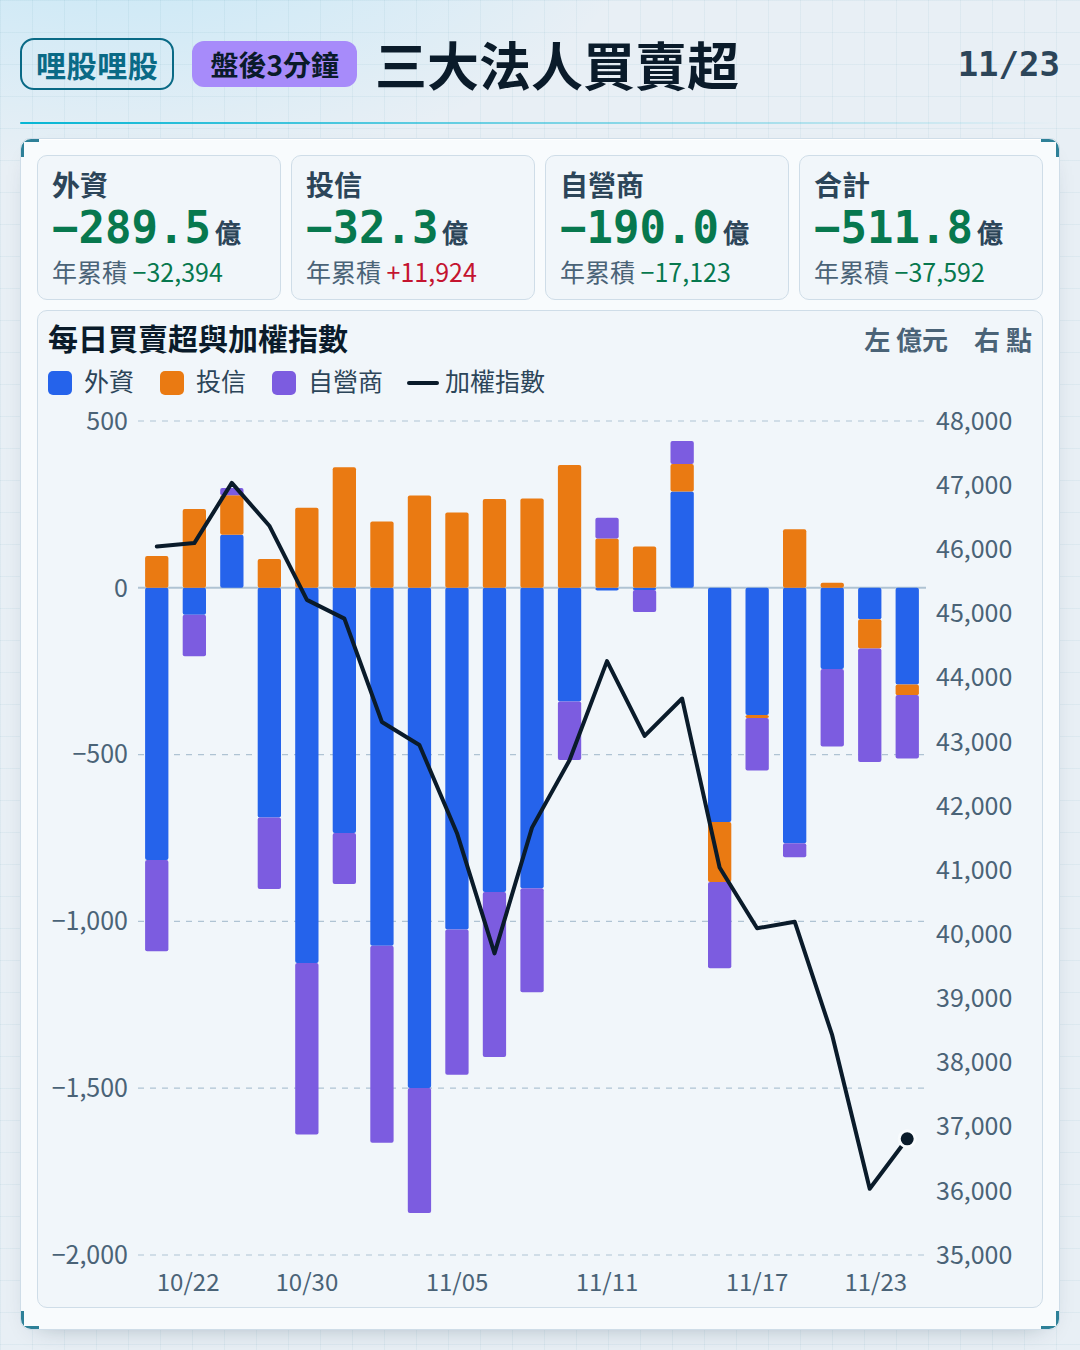 哩股哩股 盤後3分鐘 三大法人買賣超 11/23
外資 投信 自營商 合計
−289.5億 −32.3億 −190.0億 −511.8億
年累積 −32,394 年累積 +11,924 年累積 −17,123 年累積 −37,592
每日買賣超與加權指數 左 億元 右 點
外資 投信 自營商 加權指數
500 48,000
47,000
46,000
0
45,000
44,000
−500 43,000
42,000
41,000
−1,000 40,000
39,000
38,000
−1,500
37,000
36,000
−2,000 35,000
10/22 10/30 11/05 11/11 11/17 11/23